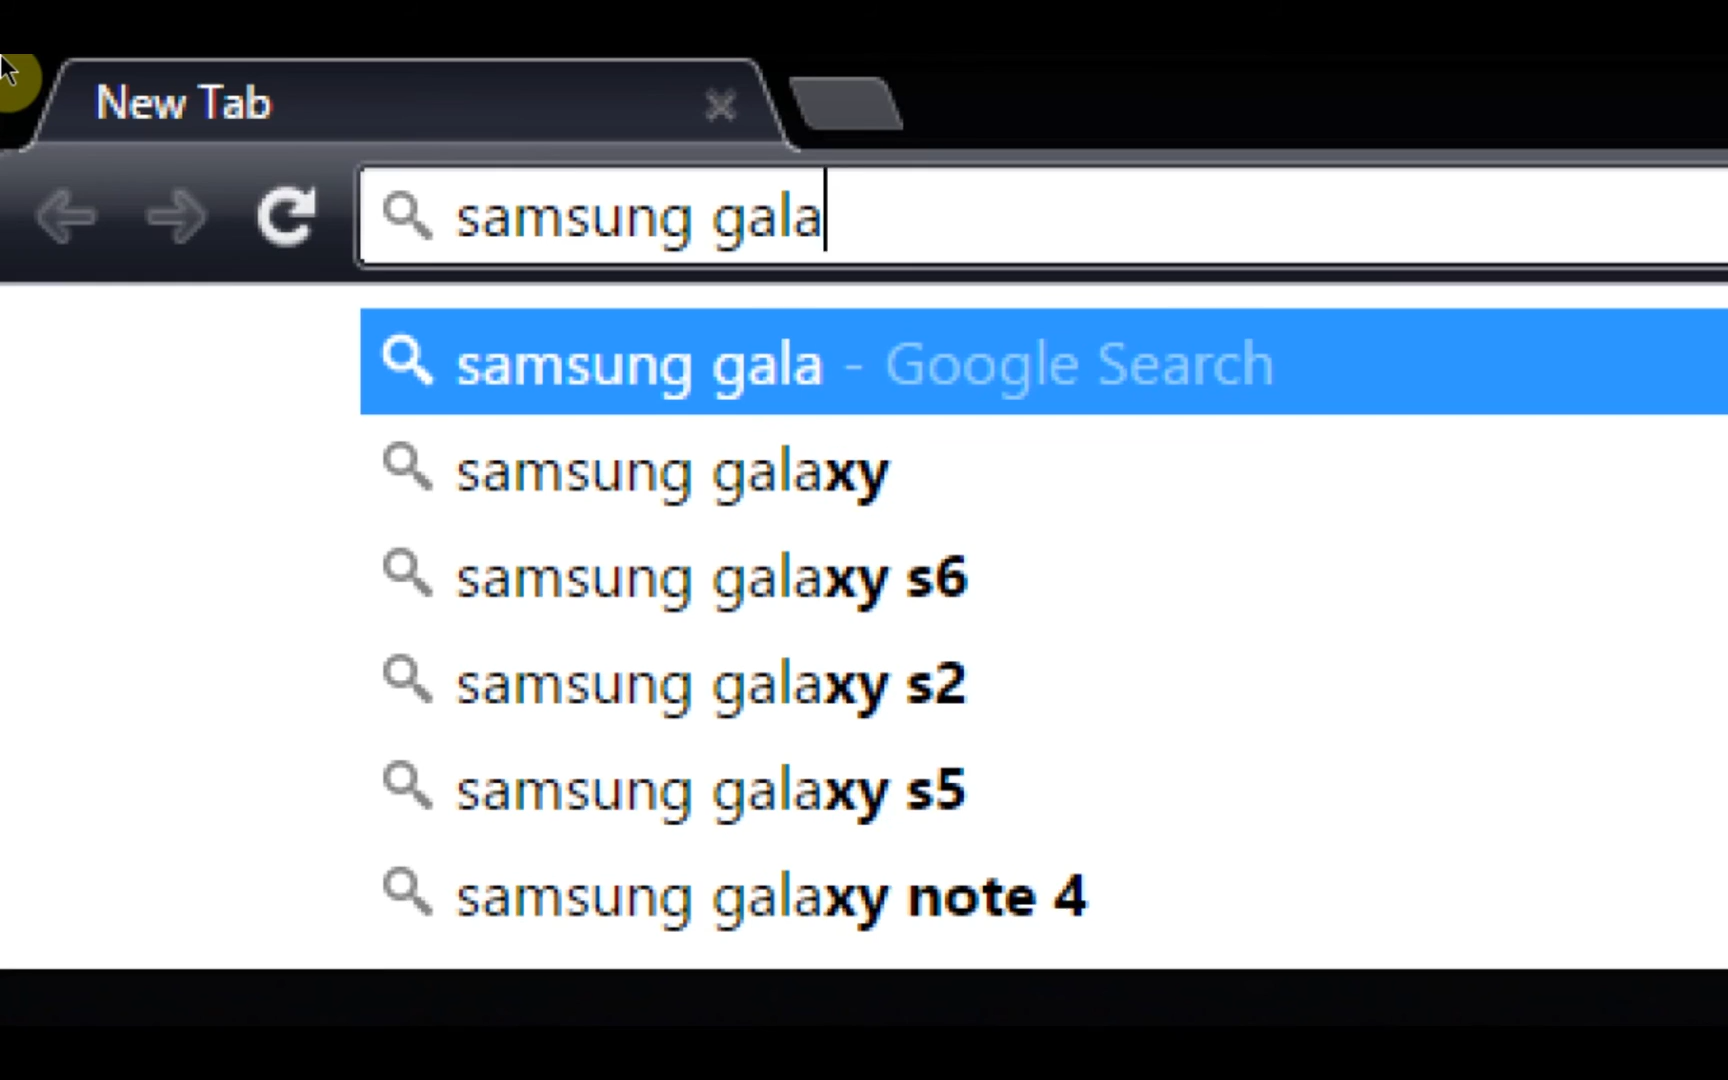 New Tab
samsung gala
samsung gala - Google Search
samsung galaxy
samsung galaxy s6
samsung galaxy s2
samsung galaxy s5
samsung galaxy note 4